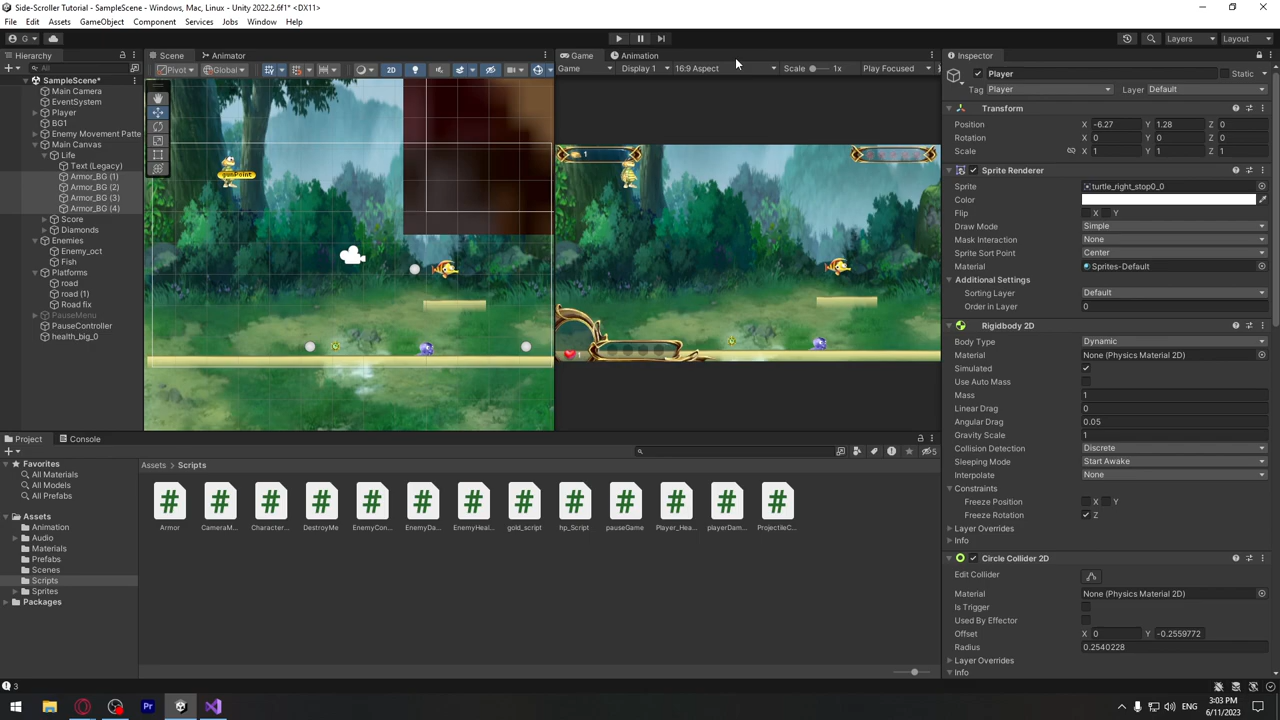 Side-Scroller Tutorial - SampleScene - Windows, Mac, Linux - Unity 2022.2.6f1* <DX11>
File Edit Assets GameObject Component Services Jobs Window Help
G
Layers Layout
Hierarchy
All
SampleScene*
Main Camera
EventSystem
Player
BG1
Enemy Movement Patte
Main Canvas
Life
Text (Legacy)
Armor_BG (1)
Armor_BG (2)
Armor_BG (3)
Armor_BG (4)
Score
Diamonds
Enemies
Enemy_oct
Fish
Platforms
road
road (1)
Road fix
PauseMenu
PauseController
health_big_0
Scene Animator
Pivot Global 2D
gunPoint
Game Animation
Game Display 1 16:9 Aspect Scale 1x Play Focused
1
1
Project Console
5
Favorites
All Materials
All Models
All Prefabs
Assets
Animation
Audio
Materials
Prefabs
Scenes
Scripts
Sprites
Packages
Assets > Scripts
Armor CameraM... Character... DestroyMe EnemyCon... EnemyDa... EnemyHeal... gold_script hp_Script pauseGame Player_Hea... playerDam... ProjectileC...
Inspector
Player Static
Tag Player Layer Default
Transform
Position X -6.27 Y 1.28 Z 0
Rotation X 0 Y 0 Z 0
Scale X 1 Y 1 Z 1
Sprite Renderer
Sprite turtle_right_stop0_0
Color
Flip X Y
Draw Mode Simple
Mask Interaction None
Sprite Sort Point Center
Material Sprites-Default
Additional Settings
Sorting Layer Default
Order in Layer 0
Rigidbody 2D
Body Type Dynamic
Material None (Physics Material 2D)
Simulated
Use Auto Mass
Mass 1
Linear Drag 0
Angular Drag 0.05
Gravity Scale 1
Collision Detection Discrete
Sleeping Mode Start Awake
Interpolate None
Constraints
Freeze Position X Y
Freeze Rotation Z
Layer Overrides
Info
Circle Collider 2D
Edit Collider
Material None (Physics Material 2D)
Is Trigger
Used By Effector
Offset X 0 Y -0.2559772
Radius 0.2540228
Layer Overrides
Info
3
Pr
ENG
3:03 PM
6/11/2023